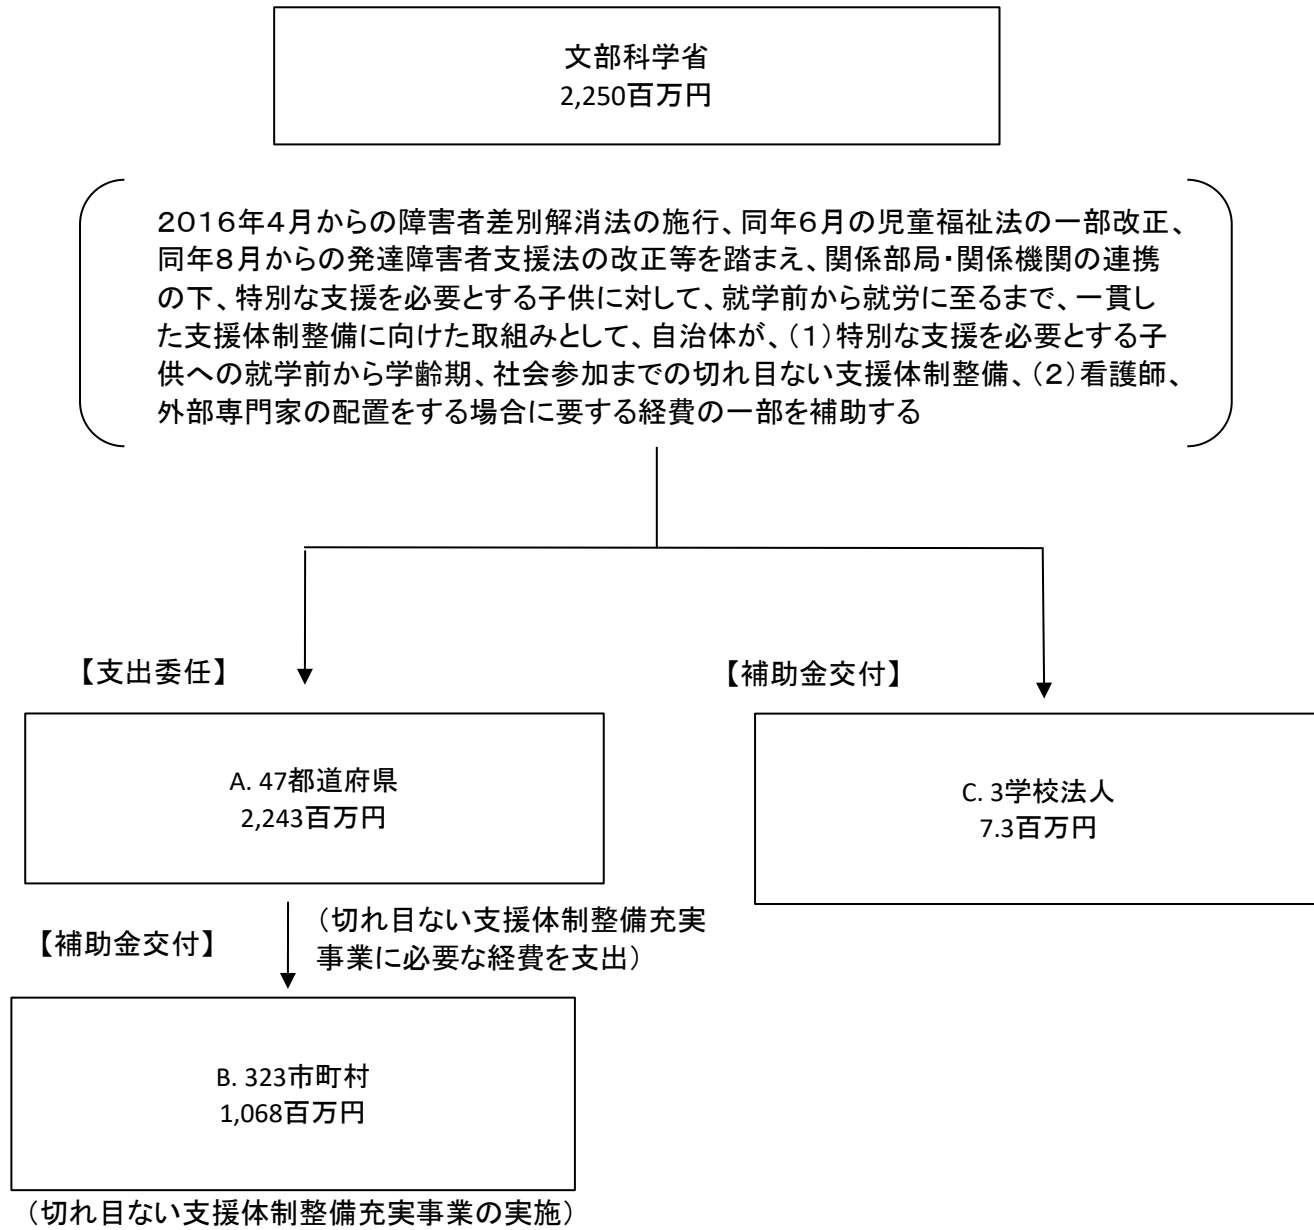 文部科学省
2,250百万円
2016年4月からの障害者差別解消法の施行、同年6月の児童福祉法の一部改正、
同年8月からの発達障害者支援法の改正等を踏まえ、関係部局・関係機関の連携
の下、特別な支援を必要とする子供に対して、就学前から就労に至るまで、一貫し
た支援体制整備に向けた取組みとして、自治体が、(1)特別な支援を必要とする子
供への就学前から学齢期、社会参加までの切れ目ない支援体制整備、(2)看護師、
外部専門家の配置をする場合に要する経費の一部を補助する
【支出委任】
【補助金交付】
A. 47都道府県
2,243百万円
C. 3学校法人
7.3百万円
【補助金交付】
(切れ目ない支援体制整備充実
事業に必要な経費を支出)
B. 323市町村
1,068百万円
(切れ目ない支援体制整備充実事業の実施)